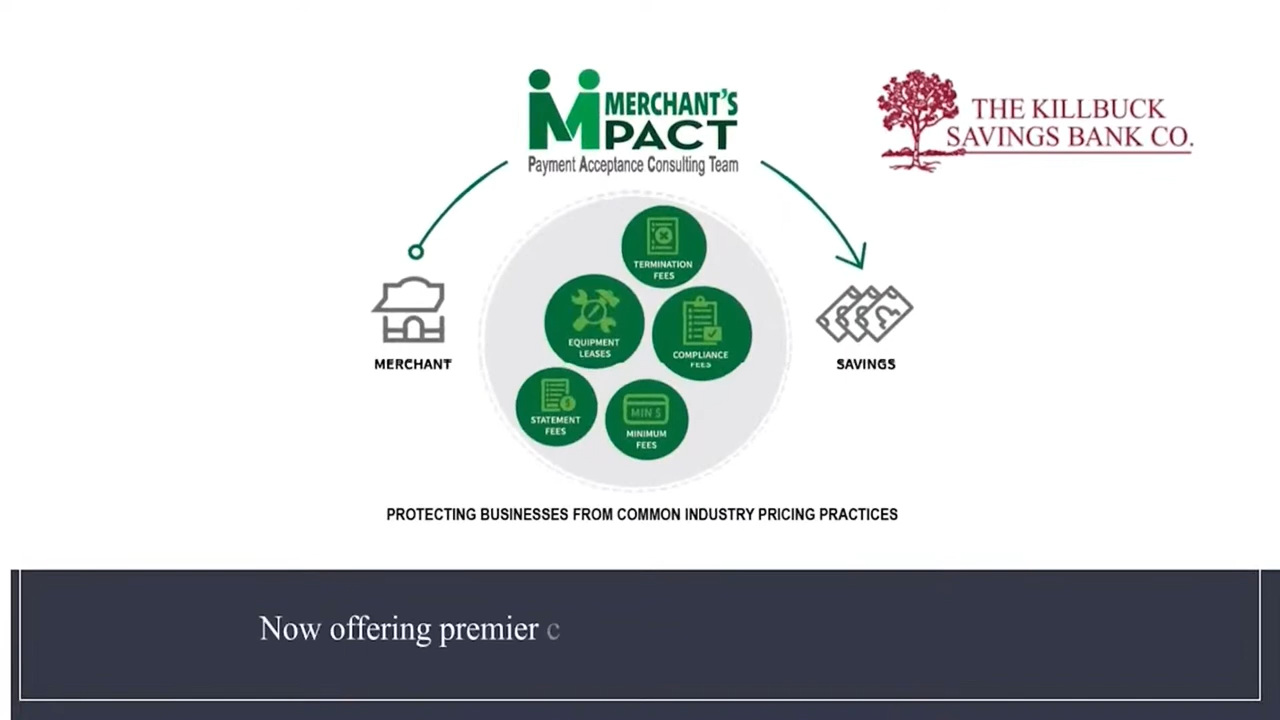 MERCHANT'S
PACT
Payment Acceptance Consulting Team
THE KILLBUCK
SAVINGS BANK CO.
TERMINATION
FEES
EQUIPMENT
LEASES
COMPLIANCE
FEES
STATEMENT
FEES
MIN $
MINIMUM
FEES
MERCHANT
SAVINGS
PROTECTING BUSINESSES FROM COMMON INDUSTRY PRICING PRACTICES
Now offering premier c